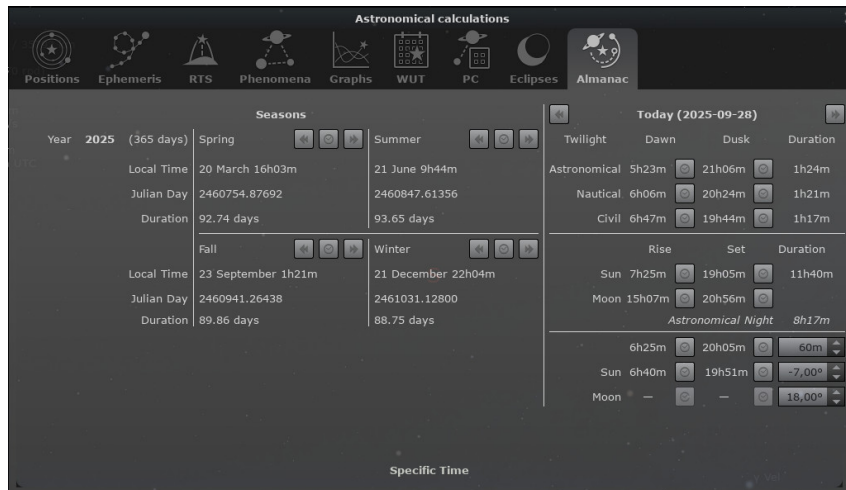 Astronomical calculations
Positions Ephemeris RTS Phenomena Graphs WUT PC Eclipses Almanac
Seasons
Year 2025 (365 days) Spring Summer
Local Time 20 March 16h03m 21 June 9h44m
Julian Day 2460754.87692 2460847.61356
Duration 92.74 days 93.65 days
Fall Winter
Local Time 23 September 1h21m 21 December 22h04m
Julian Day 2460941.26438 2461031.12800
Duration 89.86 days 88.75 days
Today (2025-09-28)
Twilight Dawn Dusk Duration
Astronomical 5h23m 21h06m 1h24m
Nautical 6h06m 20h24m 1h21m
Civil 6h47m 19h44m 1h17m
Rise Set Duration
Sun 7h25m 19h05m 11h40m
Moon 15h07m 20h56m
Astronomical Night 8h17m
6h25m 20h05m 60m
Sun 6h40m 19h51m -7,00°
Moon — — 18,00°
Specific Time